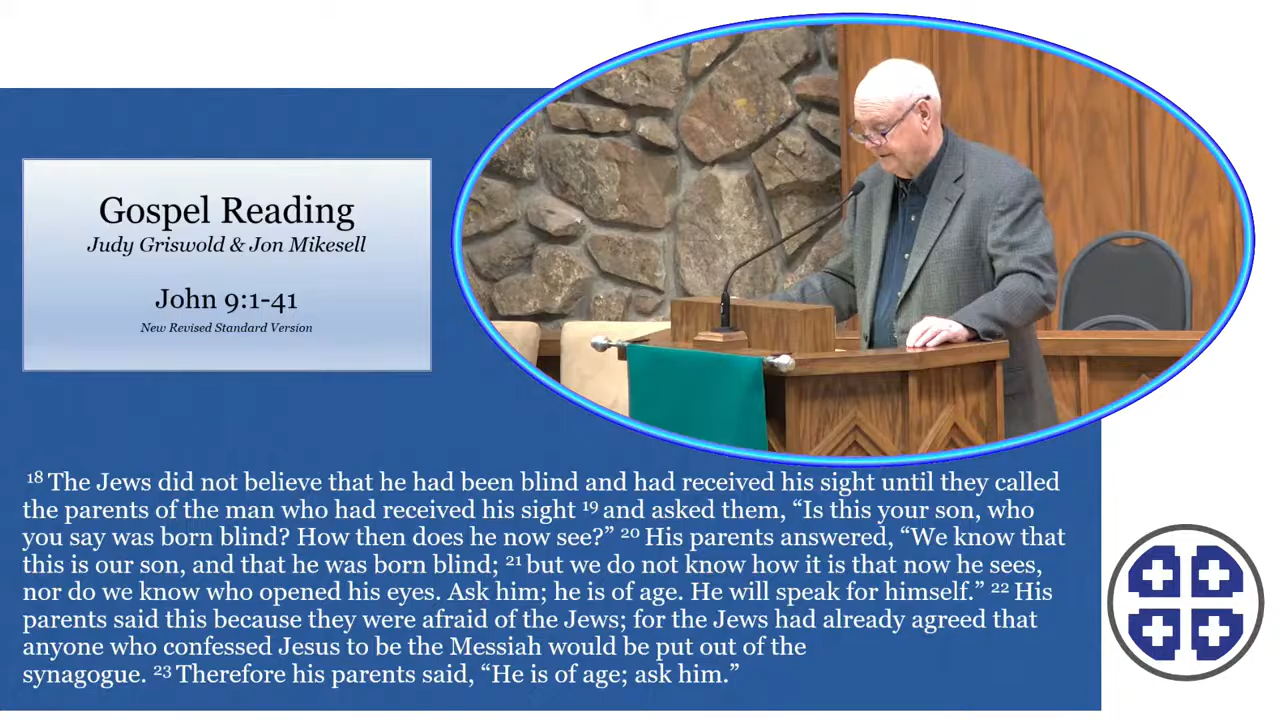 Gospel Reading
Judy Griswold & Jon Mikesell
John 9:1-41
New Revised Standard Version
18 The Jews did not believe that he had been blind and had received his sight until they called
the parents of the man who had received his sight 19 and asked them, “Is this your son, who
you say was born blind? How then does he now see?” 20 His parents answered, “We know that
this is our son, and that he was born blind; 21 but we do not know how it is that now he sees,
nor do we know who opened his eyes. Ask him; he is of age. He will speak for himself.” 22 His
parents said this because they were afraid of the Jews; for the Jews had already agreed that
anyone who confessed Jesus to be the Messiah would be put out of the
synagogue. 23 Therefore his parents said, “He is of age; ask him.”